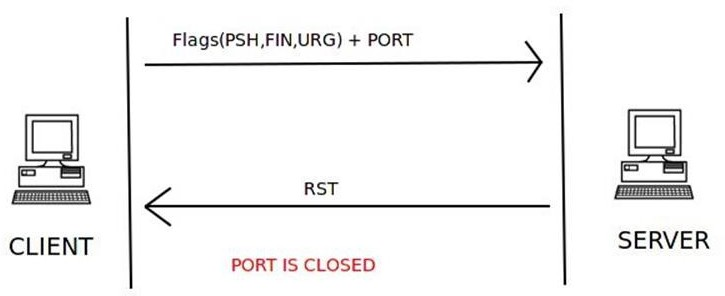 Flags(PSH,FIN,URG) + PORT
RST
CLIENT
SERVER
PORT IS CLOSED